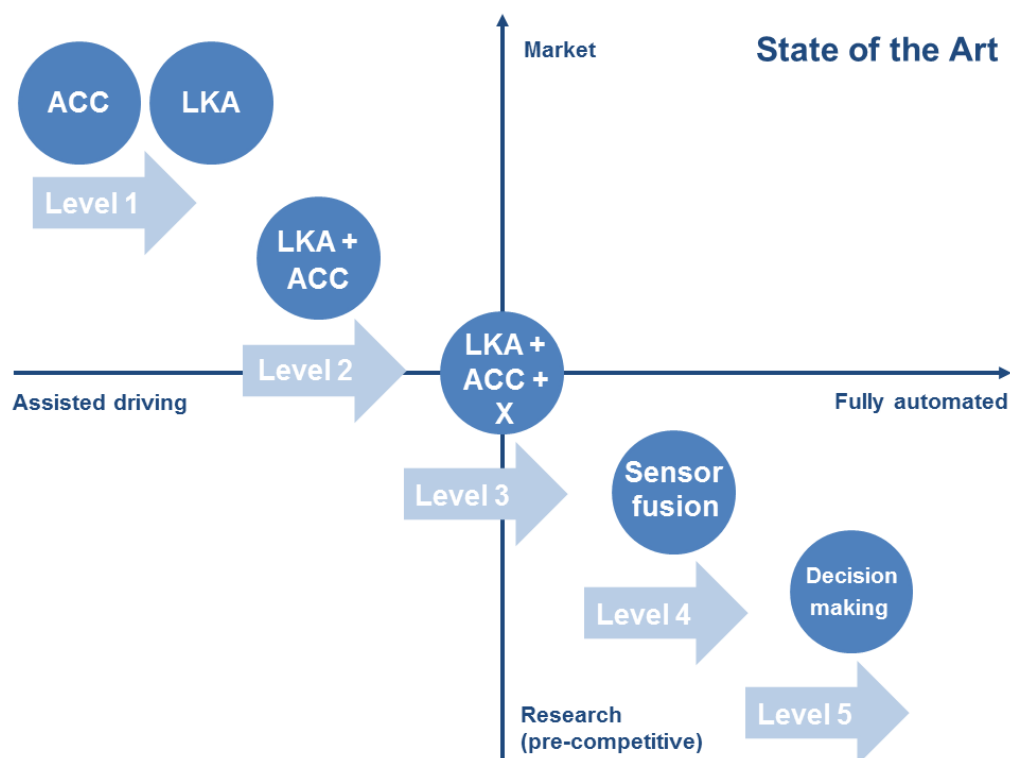 Market
State of the Art
ACC
LKA
Level 1
LKA +
ACC
Level 2
LKA +
ACC +
X
Assisted driving
Fully automated
Level 3
Sensor
fusion
Level 4
Decision
making
Level 5
Research
(pre-competitive)